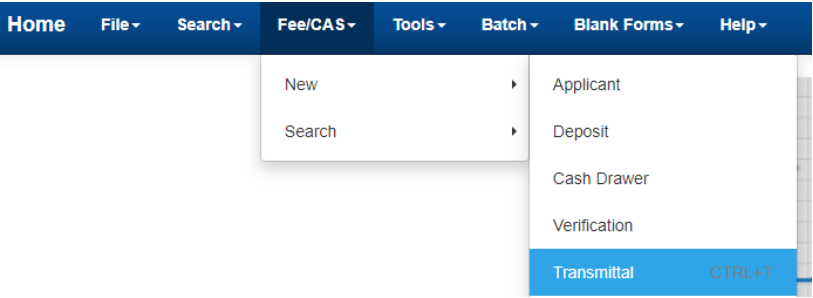 Home File Search Fee/CAS Tools Batch Blank Forms Help
New
Search
Applicant
Deposit
Cash Drawer
Verification
Transmittal CTRL+T